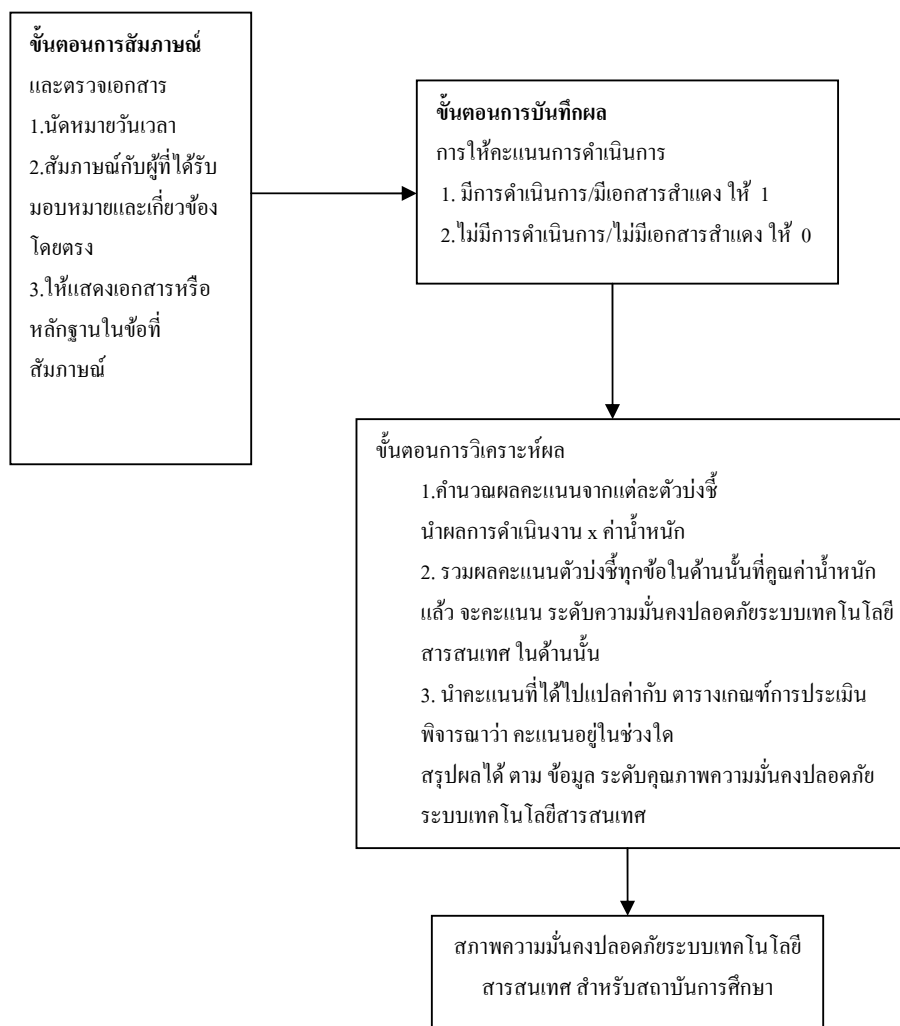 ขั้นตอนการสัมภาษณ์
และตรวจเอกสาร
1.นัดหมายวันเวลา
2.สัมภาษณ์กับผู้ที่ได้รับ
มอบหมายและเกี่ยวข้อง
โดยตรง
3.ให้แสดงเอกสารหรือ
หลักฐานในข้อที่
สัมภาษณ์
ขั้นตอนการบันทึกผล
การให้คะแนนการดำเนินการ
1. มีการดำเนินการ/มีเอกสารสำแดง ให้ 1
2.ไม่มีการดำเนินการ/ไม่มีเอกสารสำแดง ให้ 0
ขั้นตอนการวิเคราะห์ผล
1.คำนวณผลคะแนนจากแต่ละตัวบ่งชี้
นำผลการดำเนินงาน x ค่าน้ำหนัก
2. รวมผลคะแนนตัวบ่งชี้ทุกข้อในด้านนั้นที่คูณค่าน้ำหนัก
แล้ว จะคะแนน ระดับความมั่นคงปลอดภัยระบบเทคโนโลยี
สารสนเทศ ในด้านนั้น
3. นำคะแนนที่ได้ไปแปลค่ากับ ตารางเกณฑ์การประเมิน
พิจารณาว่า คะแนนอยู่ในช่วงใด
สรุปผลได้ ตาม ข้อมูล ระดับคุณภาพความมั่นคงปลอดภัย
ระบบเทคโนโลยีสารสนเทศ
สภาพความมั่นคงปลอดภัยระบบเทคโนโลยี
สารสนเทศ สำหรับสถาบันการศึกษา